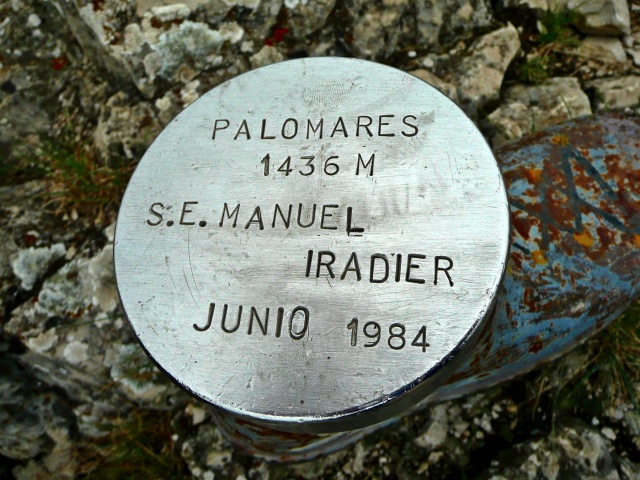 PALOMARES
1436 M
S.E. MANUEL
IRADIER
JUNIO 1984